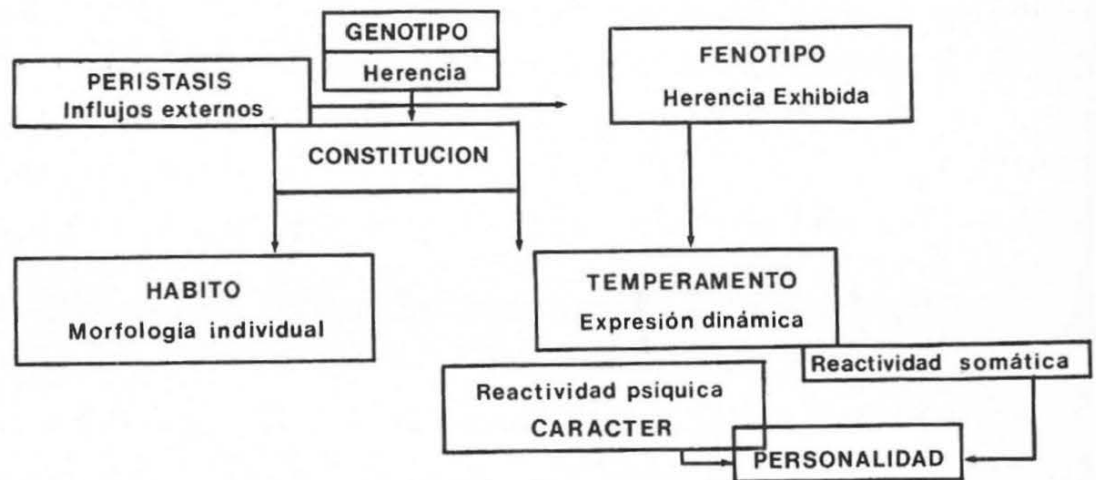 GENOTIPO
Herencia
PERISTASIS
Influjos externos
FENOTIPO
Herencia Exhibida
CONSTITUCION
HABITO
Morfología individual
TEMPERAMENTO
Expresión dinámica
Reactividad somática
Reactividad psiquica
CARACTER
PERSONALIDAD